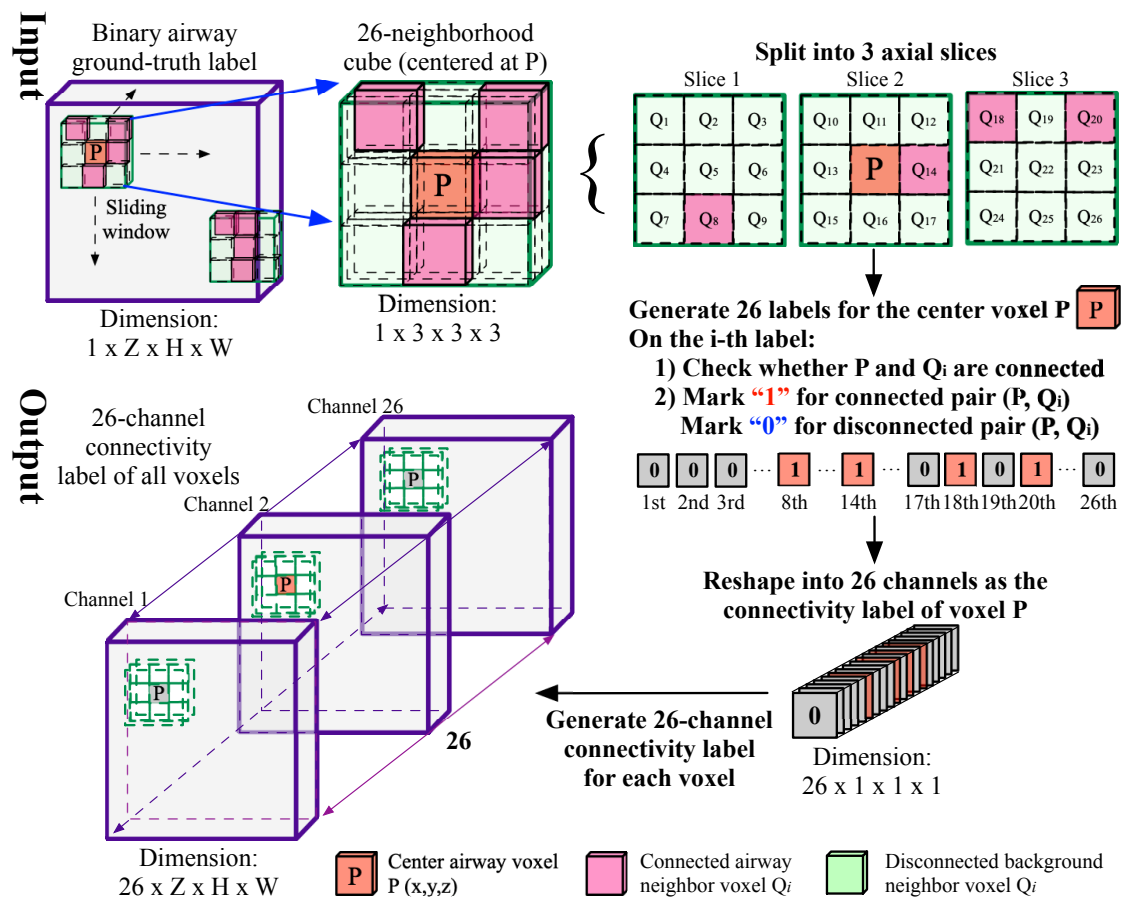 Input
Binary airway
ground-truth label
P
Sliding
window
Dimension:
1 x Z x H x W
26-neighborhood
cube (centered at P)
P
Dimension:
1 x 3 x 3 x 3
{
Split into 3 axial slices
Slice 1
Q1 Q2 Q3
Q4 Q5 Q6
Q7 Q8 Q9
Slice 2
Q10 Q11 Q12
Q13 P Q14
Q15 Q16 Q17
Slice 3
Q18 Q19 Q20
Q21 Q22 Q23
Q24 Q25 Q26
Generate 26 labels for the center voxel P P
On the i-th label:
1) Check whether P and Qi are connected
2) Mark “1” for connected pair (P, Qi)
Mark “0” for disconnected pair (P, Qi)
0 0 0 ... 1 ... 1 ... 0 1 0 1 ... 0
1st 2nd 3rd 8th 14th 17th 18th 19th 20th 26th
Reshape into 26 channels as the
connectivity label of voxel P
0
Dimension:
26 x 1 x 1 x 1
Generate 26-channel
connectivity label
for each voxel
Output
26-channel
connectivity
label of all voxels
Channel 26
P
Channel 2
P
Channel 1
P
26
Dimension:
26 x Z x H x W
P
Center airway voxel
P (x,y,z)
Connected airway
neighbor voxel Qi
Disconnected background
neighbor voxel Qi